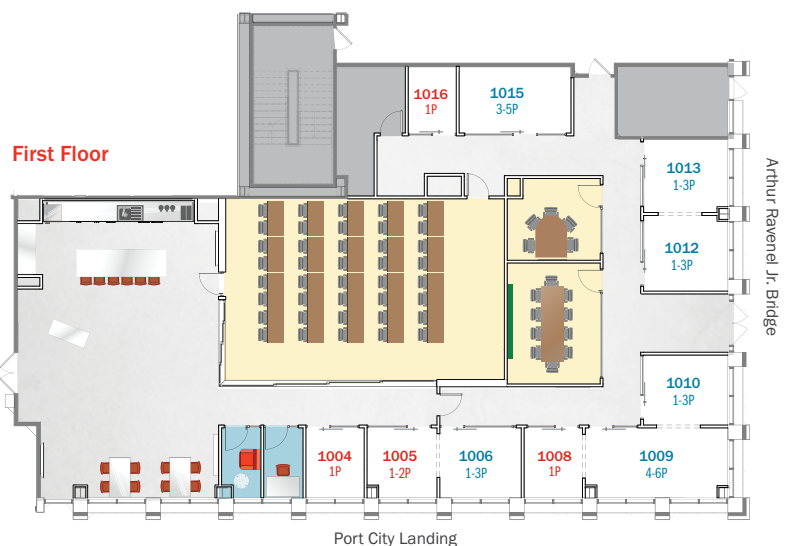 1016
1P
1015
3-5P
First Floor
1013
1-3P
Arthur Ravenel Jr. Bridge
1012
1-3P
1010
1-3P
1004
1P
1005
1-2P
1006
1-3P
1008
1P
1009
4-6P
Port City Landing